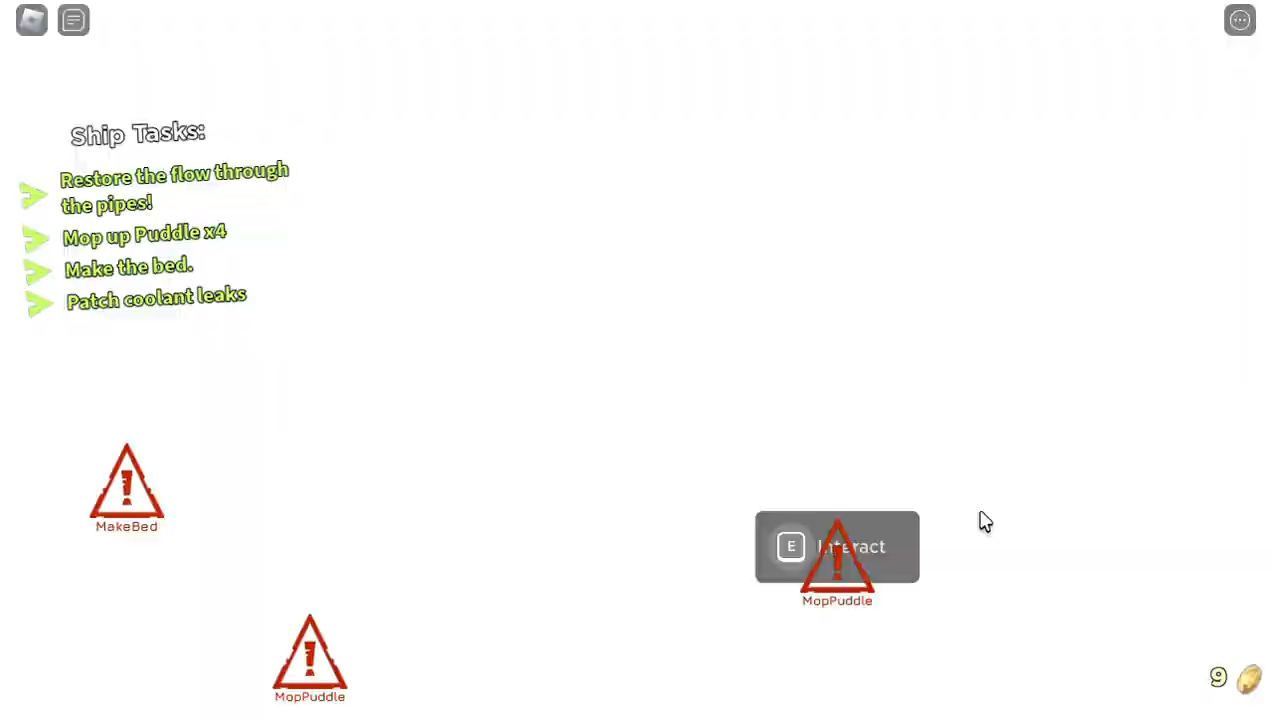 Ship Tasks:
Restore the flow through
the pipes!
Mop up Puddle x4
Make the bed.
Patch coolant leaks
MakeBed
E Interact
MopPuddle
MopPuddle
9